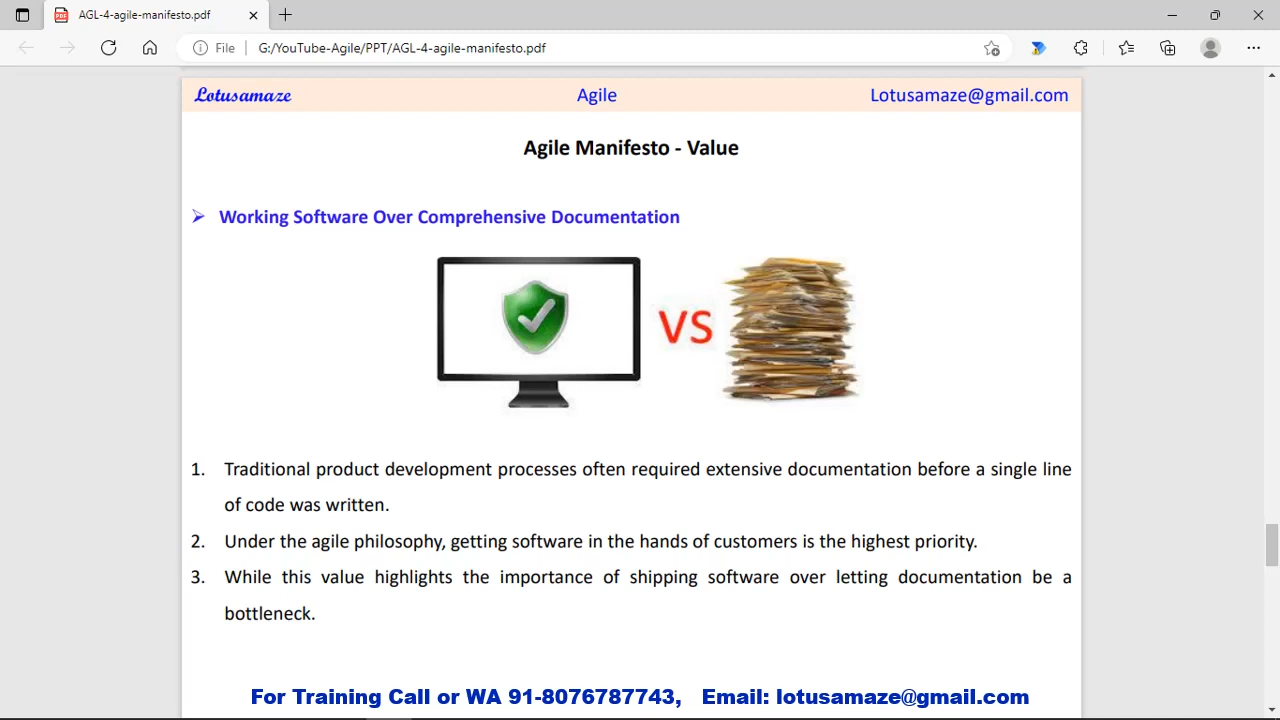 AGL-4-agile-manifesto.pdf
File
G:/YouTube-Agile/PPT/AGL-4-agile-manifesto.pdf
Lotusamaze Agile Lotusamaze@gmail.com
Agile Manifesto - Value
➢ Working Software Over Comprehensive Documentation
VS
1. Traditional product development processes often required extensive documentation before a single line
of code was written.
2. Under the agile philosophy, getting software in the hands of customers is the highest priority.
3. While this value highlights the importance of shipping software over letting documentation be a
bottleneck.
For Training Call or WA 91-8076787743, Email: lotusamaze@gmail.com